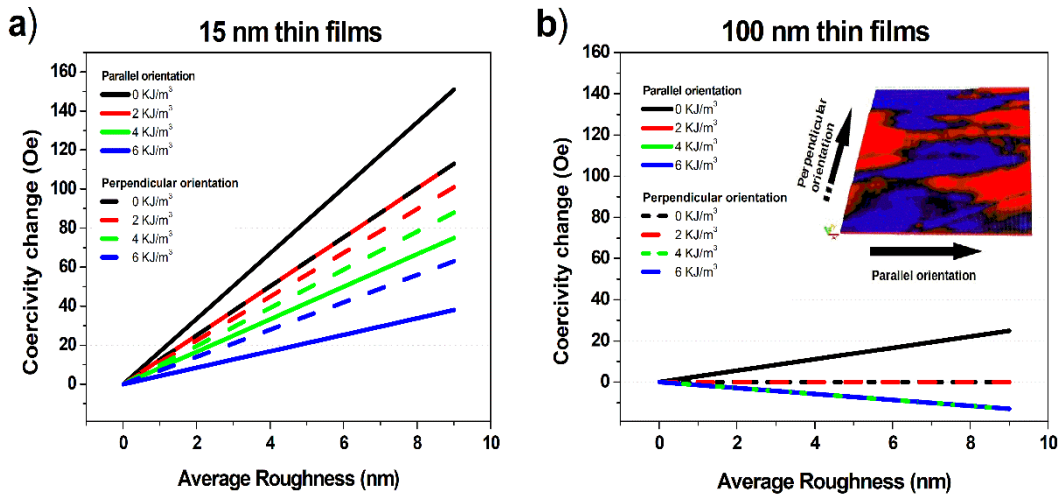 a)
15 nm thin films
Coercivity change (Oe)
160
140
120
100
80
60
40
20
0
Parallel orientation
0 KJ/m³
2 KJ/m³
4 KJ/m³
6 KJ/m³
Perpendicular orientation
0 KJ/m³
2 KJ/m³
4 KJ/m³
6 KJ/m³
0 2 4 6 8 10
Average Roughness (nm)
b)
100 nm thin films
Coercivity change (Oe)
160
140
120
100
80
60
40
20
0
Parallel orientation
0 KJ/m³
2 KJ/m³
4 KJ/m³
6 KJ/m³
Perpendicular orientation
0 KJ/m³
2 KJ/m³
4 KJ/m³
6 KJ/m³
Perpendicular
orientation
Parallel orientation
0 2 4 6 8 10
Average Roughness (nm)